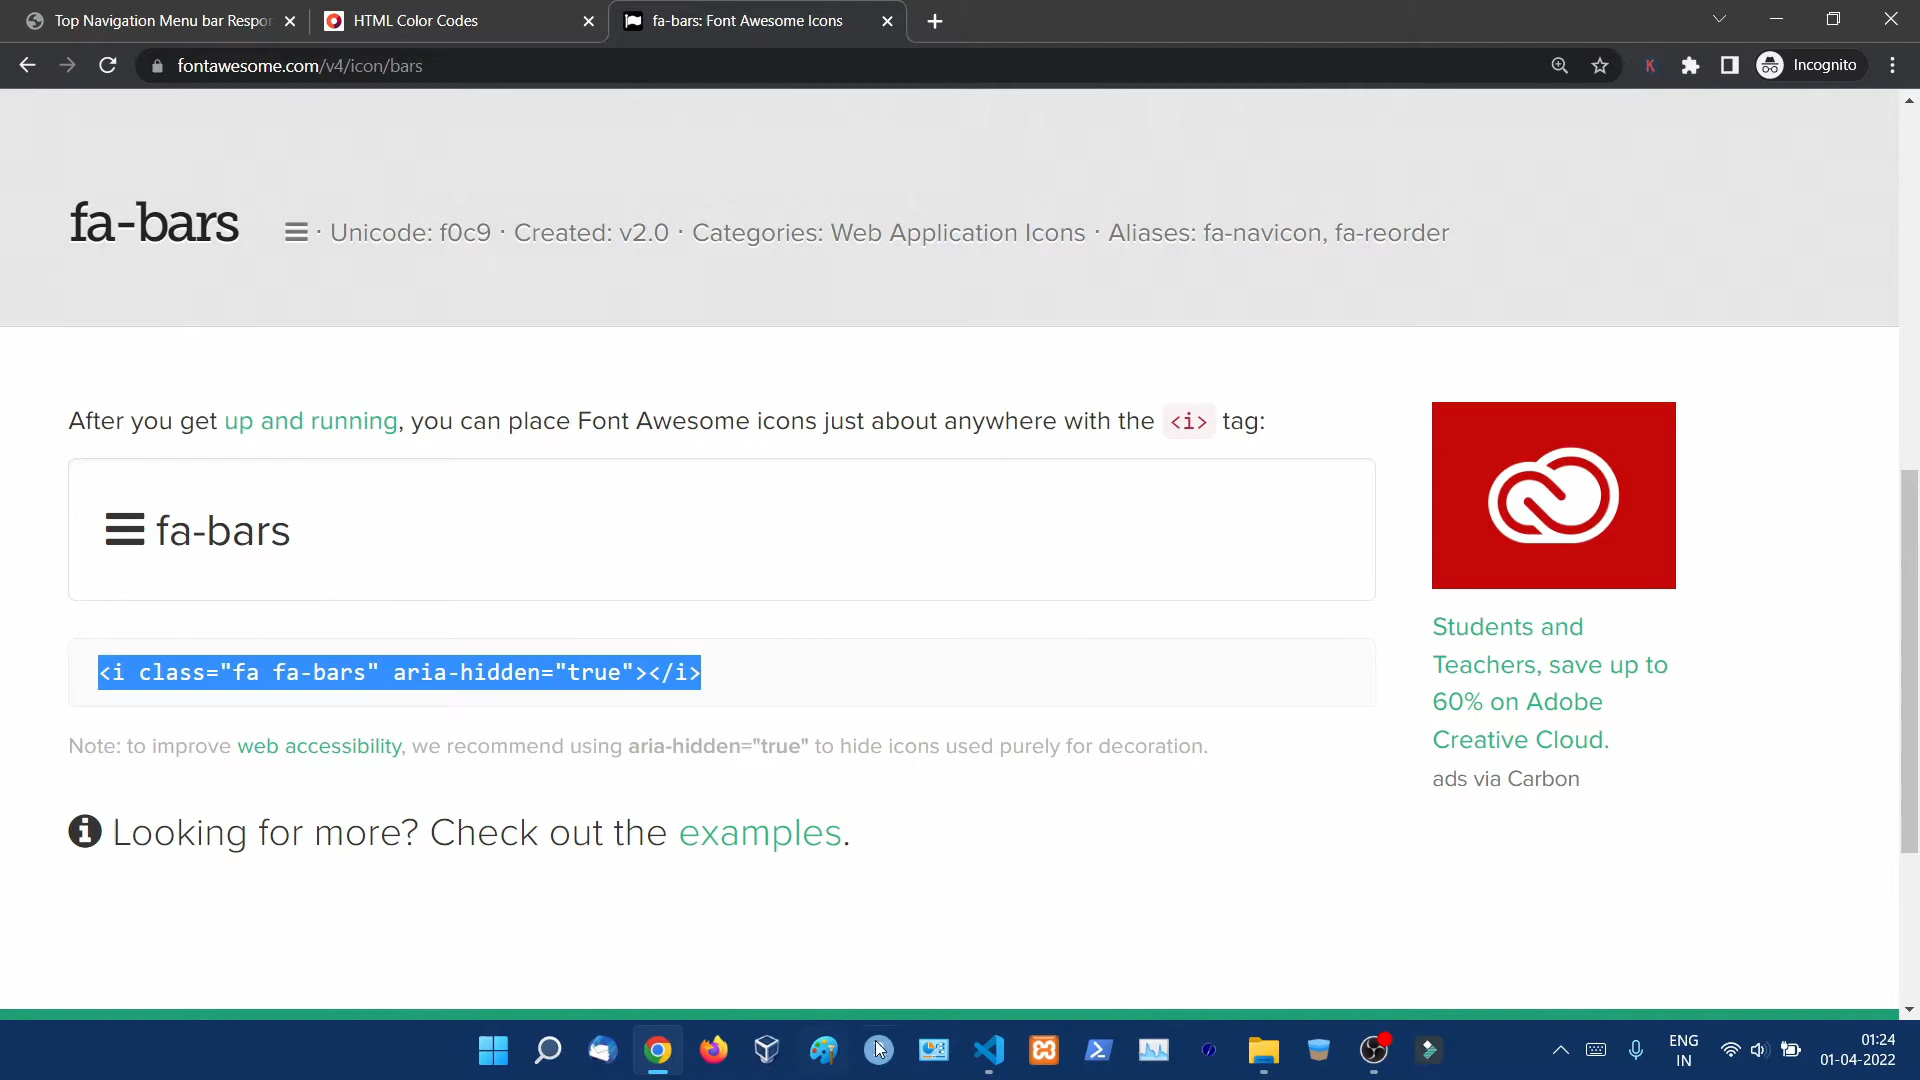 Top Navigation Menu bar Respor
HTML Color Codes
fa-bars: Font Awesome Icons
fontawesome.com/v4/icon/bars
K
Incognito
fa-bars
· Unicode: f0c9 · Created: v2.0 · Categories: Web Application Icons · Aliases: fa-navicon, fa-reorder
After you get up and running, you can place Font Awesome icons just about anywhere with the <i> tag:
fa-bars
<i class="fa fa-bars" aria-hidden="true"></i>
Note: to improve web accessibility, we recommend using aria-hidden="true" to hide icons used purely for decoration.
Looking for more? Check out the examples.
Students and
Teachers, save up to
60% on Adobe
Creative Cloud.
ads via Carbon
ENG
IN
01:24
01-04-2022